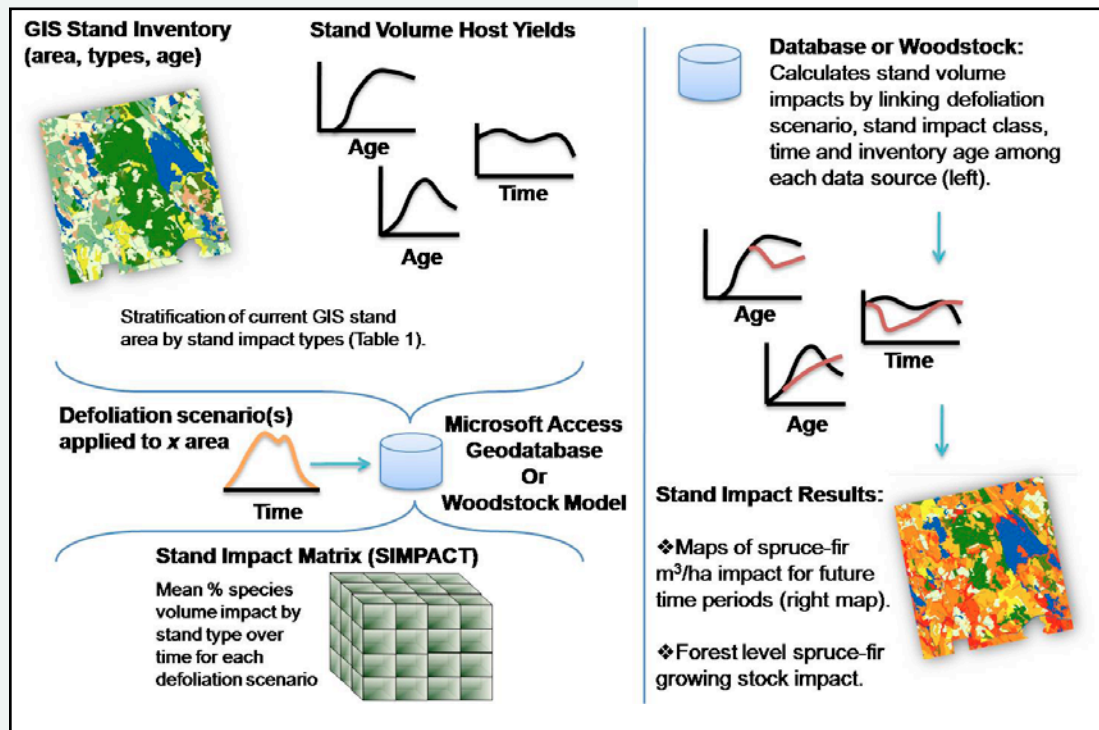 GIS Stand Inventory
(area, types, age)
Stand Volume Host Yields
Age
Time
Age
Stratification of current GIS stand
area by stand impact types (Table 1).
Defoliation scenario(s)
applied to x area
Time
Microsoft Access
Geodatabase
Or
Woodstock Model
Stand Impact Matrix (SIMPACT)
Mean % species
volume impact by
stand type over
time for each
defoliation scenario
Database or Woodstock:
Calculates stand volume
impacts by linking defoliation
scenario, stand impact class,
time and inventory age among
each data source (left).
Age
Time
Age
Stand Impact Results:
❖Maps of spruce-fir
m³/ha impact for future
time periods (right map).
❖Forest level spruce-fir
growing stock impact.